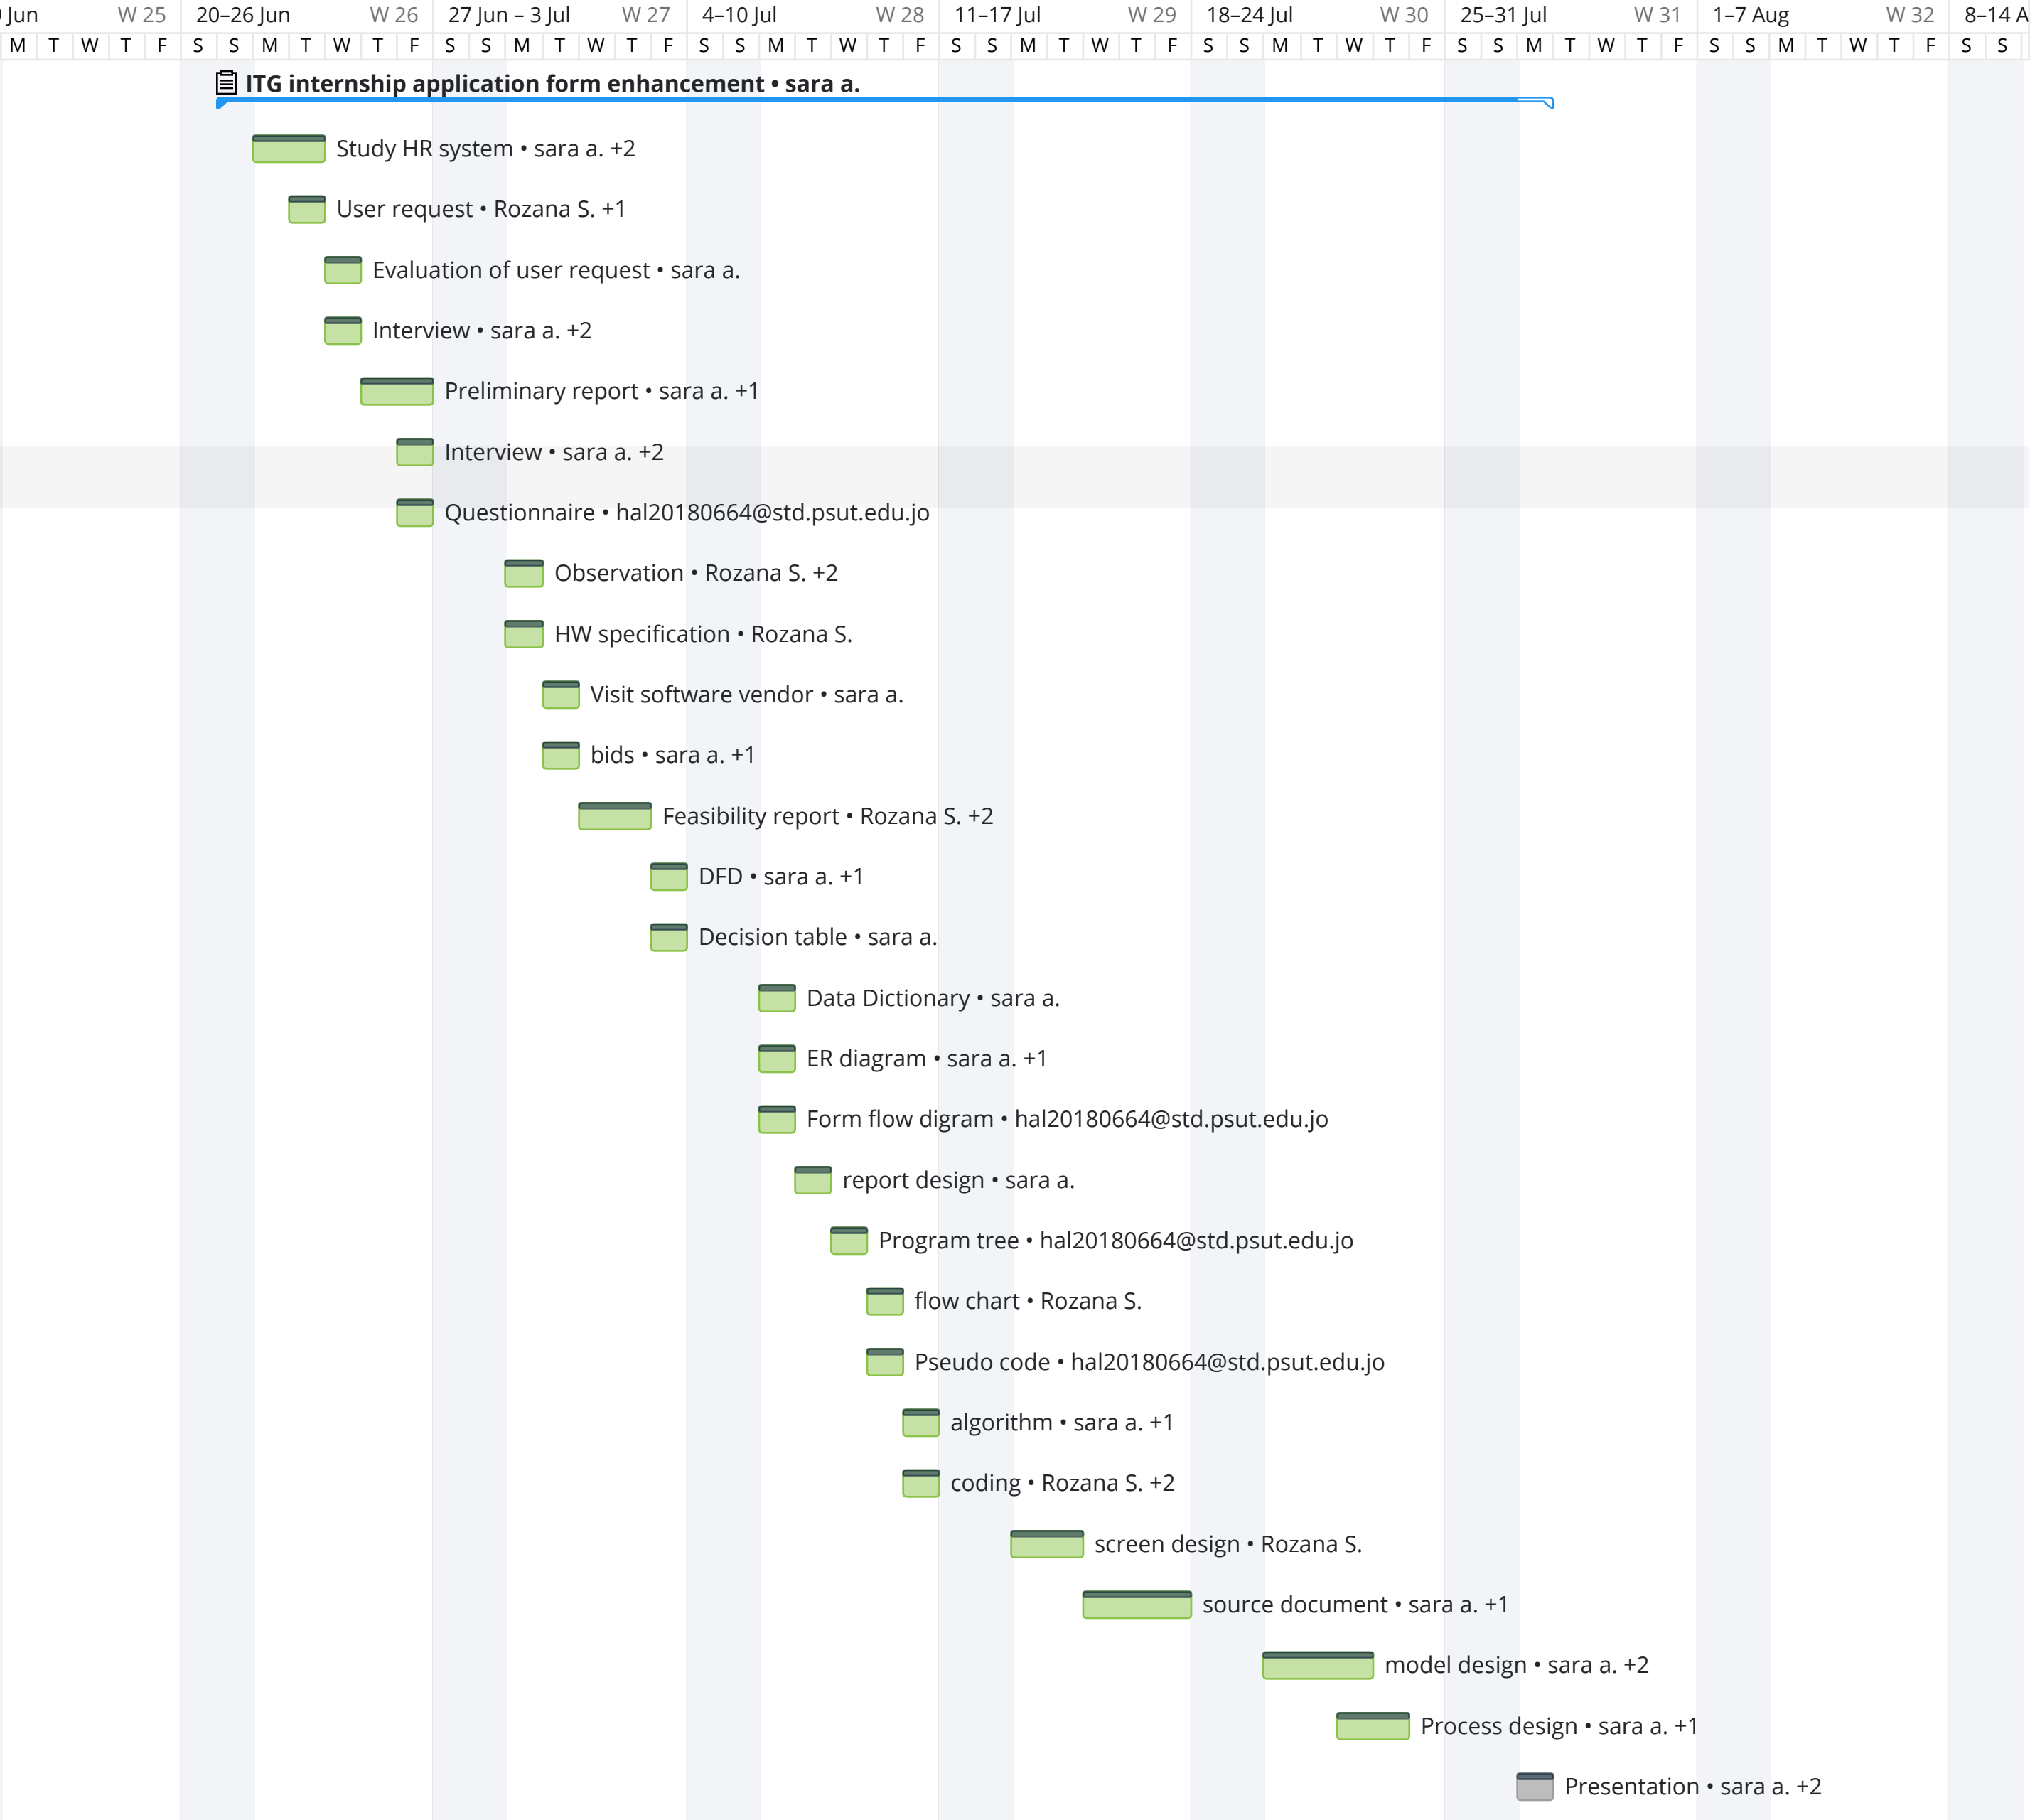 Jun W 25 20–26 Jun W 26 27 Jun – 3 Jul W 27 4–10 Jul W 28 11–17 Jul W 29 18–24 Jul W 30 25–31 Jul W 31 1–7 Aug W 32 8–14 A
M T W T F S S M T W T F S S M T W T F S S M T W T F S S M T W T F S S M T W T F S S M T W T F S S M T W T F S S
ITG internship application form enhancement • sara a.
Study HR system • sara a. +2
User request • Rozana S. +1
Evaluation of user request • sara a.
Interview • sara a. +2
Preliminary report • sara a. +1
Interview • sara a. +2
Questionnaire • hal20180664@std.psut.edu.jo
Observation • Rozana S. +2
HW specification • Rozana S.
Visit software vendor • sara a.
bids • sara a. +1
Feasibility report • Rozana S. +2
DFD • sara a. +1
Decision table • sara a.
Data Dictionary • sara a.
ER diagram • sara a. +1
Form flow digram • hal20180664@std.psut.edu.jo
report design • sara a.
Program tree • hal20180664@std.psut.edu.jo
flow chart • Rozana S.
Pseudo code • hal20180664@std.psut.edu.jo
algorithm • sara a. +1
coding • Rozana S. +2
screen design • Rozana S.
source document • sara a. +1
model design • sara a. +2
Process design • sara a. +1
Presentation • sara a. +2